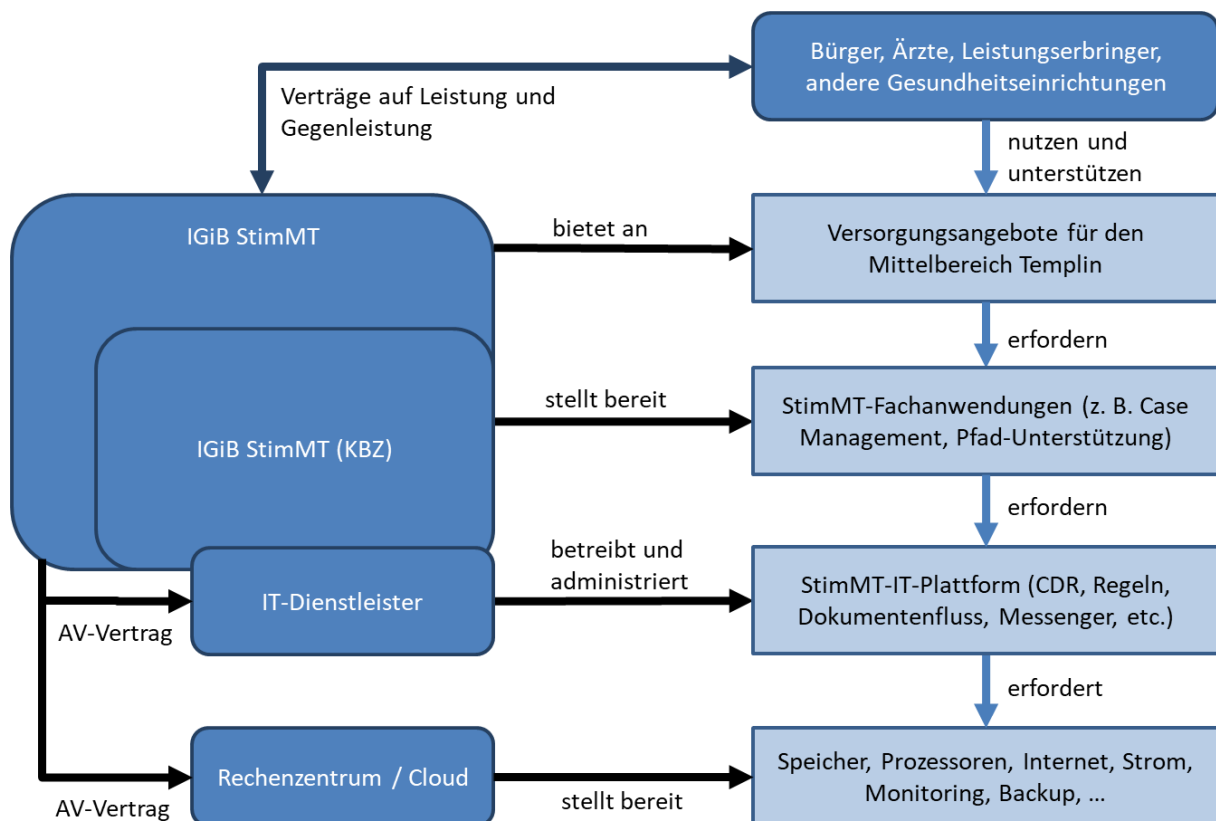 Bürger, Ärzte, Leistungserbringer,
andere Gesundheitseinrichtungen
Verträge auf Leistung und
Gegenleistung
nutzen und
unterstützen
IGiB StimMT
bietet an
Versorgungsangebote für den
Mittelbereich Templin
erfordern
IGiB StimMT (KBZ)
stellt bereit
StimMT-Fachanwendungen (z. B. Case
Management, Pfad-Unterstützung)
erfordern
AV-Vertrag
IT-Dienstleister
betreibt und
administriert
StimMT-IT-Plattform (CDR, Regeln,
Dokumentenfluss, Messenger, etc.)
erfordert
AV-Vertrag
Rechenzentrum / Cloud
stellt bereit
Speicher, Prozessoren, Internet, Strom,
Monitoring, Backup, …